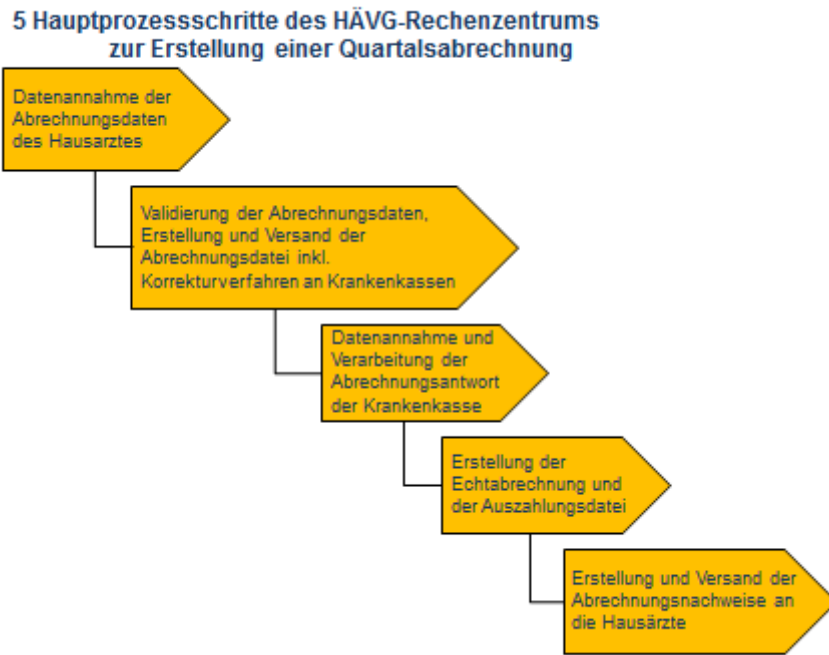 5 Hauptprozessschritte des HÄVG-Rechenzentrums
zur Erstellung einer Quartalsabrechnung
Datenannahme der
Abrechnungsdaten
des Hausarztes
Validierung der Abrechnungsdaten,
Erstellung und Versand der
Abrechnungsdatei inkl.
Korrekturverfahren an Krankenkassen
Datenannahme und
Verarbeitung der
Abrechnungsantwort
der Krankenkasse
Erstellung der
Echtabrechnung und
der Auszahlungsdatei
Erstellung und Versand der
Abrechnungsnachweise an
die Hausärzte